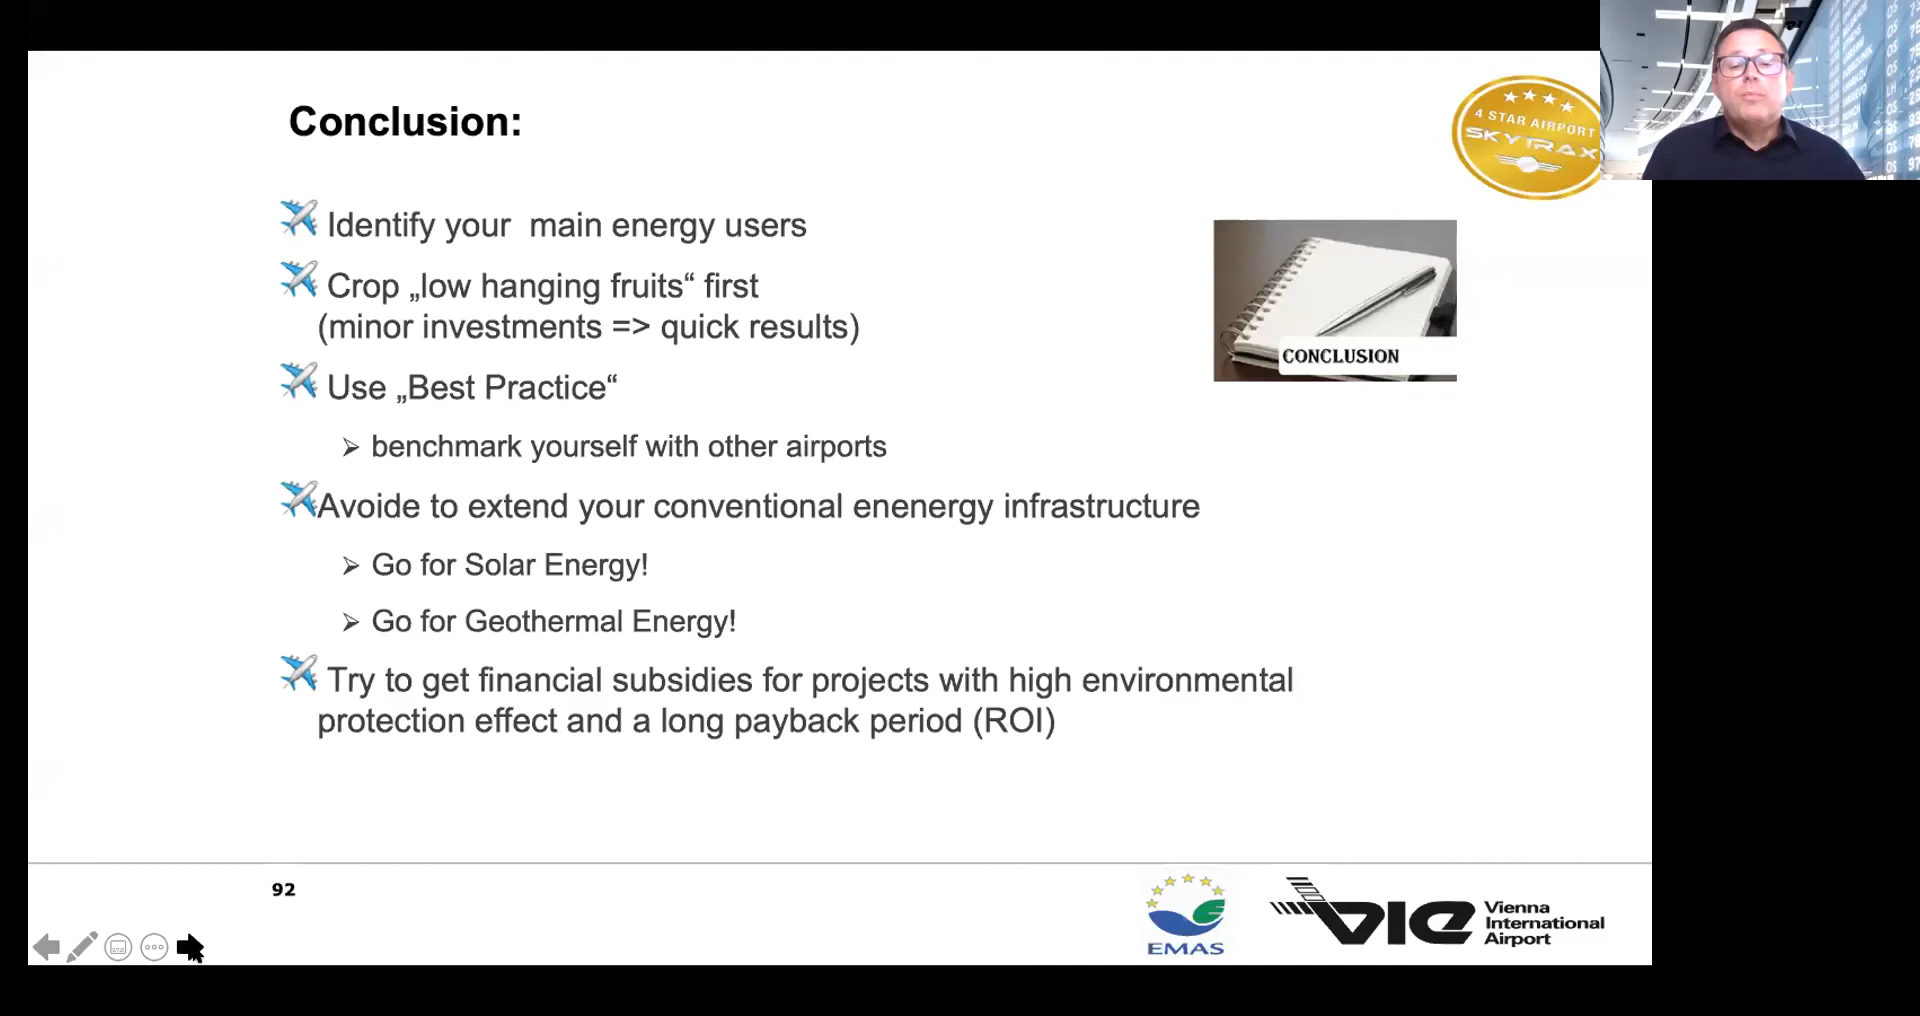 Conclusion:
4 STAR AIRPORT
SKYTRAX
Identify your main energy users
Crop „low hanging fruits“ first
(minor investments => quick results)
CONCLUSION
Use „Best Practice“
➢ benchmark yourself with other airports
Avoide to extend your conventional enenergy infrastructure
➢ Go for Solar Energy!
➢ Go for Geothermal Energy!
Try to get financial subsidies for projects with high environmental
protection effect and a long payback period (ROI)
92
EMAS
VIE
Vienna
International
Airport